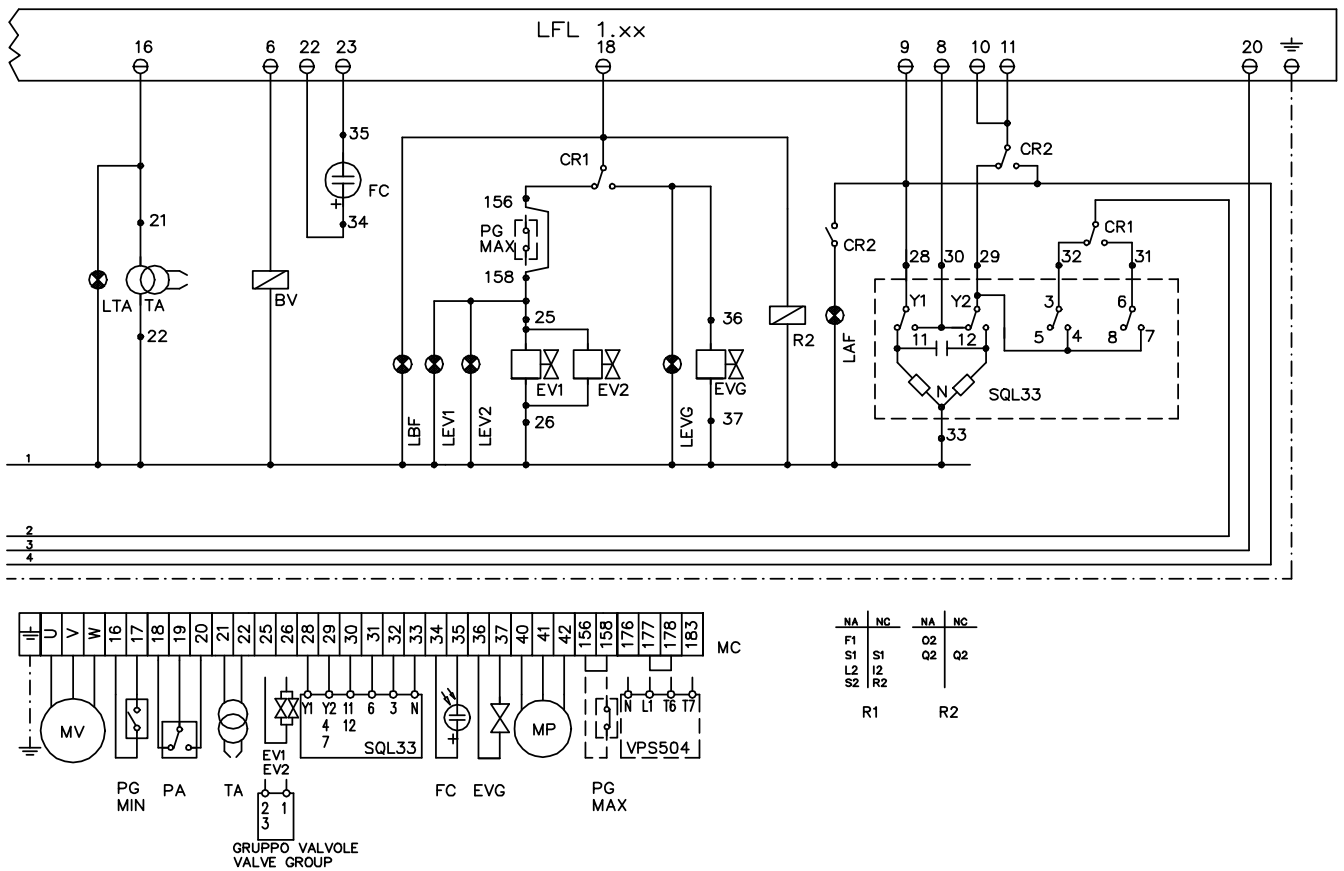 LFL 1.xx
16 6 22 23 18 9 8 10 11 20
35
CR2
CR1
FC
156
34
21
PG
MAX
CR2
CR1
28 30 29 32 31
158
LTA TA
BV
Y1 Y2 3 6
25
36
22
R2
LAF
11 12 5 4 8 7
EV1 EV2
EVG
N SQL33
LBF LEV1 LEV2 26
LEVG 37
33
1
2
3
4
U V W 16 17 18 19 20 21 22 25 26 28 29 30 31 32 33 34 35 36 37 40 41 42 156 158 176 177 178 183
MC
NA NC NA NC
F1 O2
S1 S1 Q2 Q2
L2 I2
S2 R2
R1 R2
Y1 Y2 11 6 3 N
4 12
7
N L1 T6 T7
MV
MP
SQL33
VPS504
EV1
EV2
PG
MIN
PA
TA
FC
EVG
PG
MAX
2 1
3
GRUPPO VALVOLE
VALVE GROUP